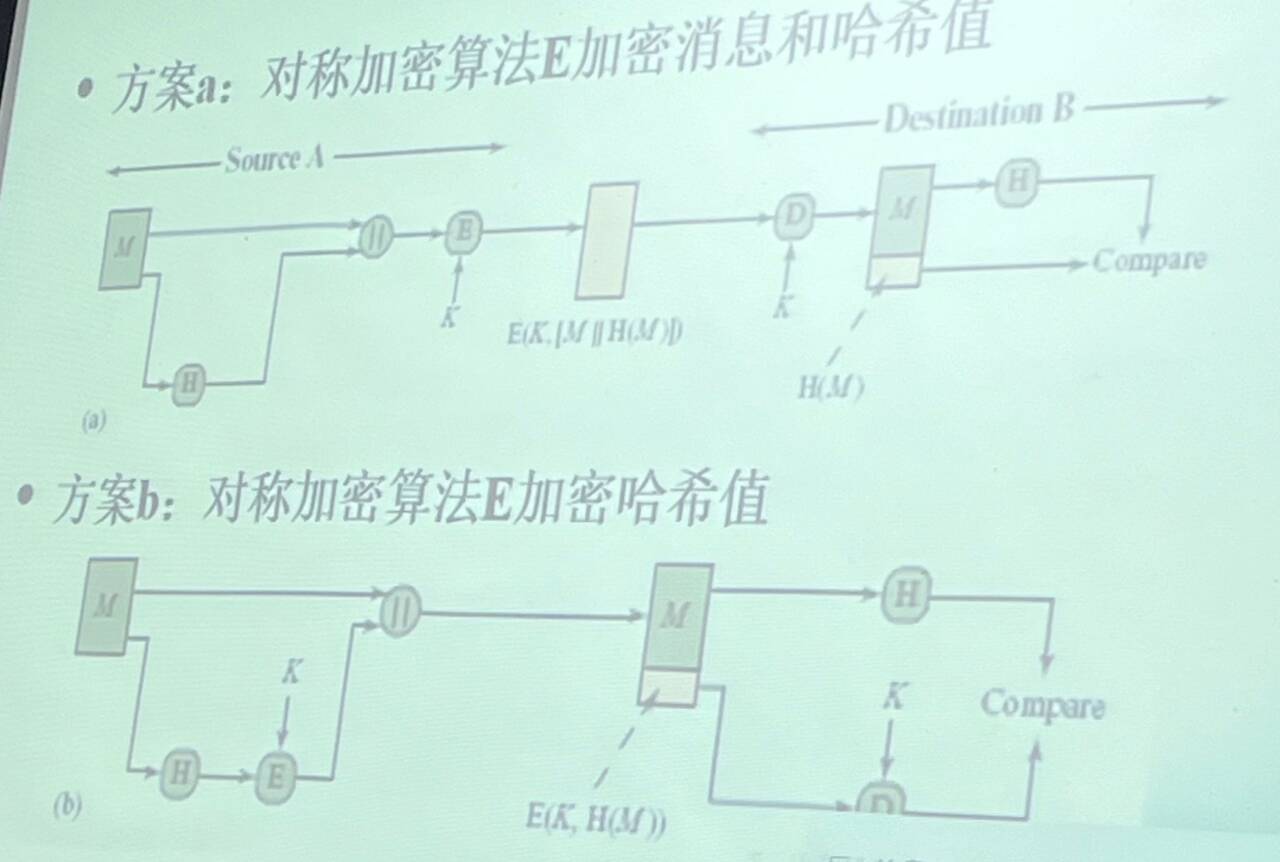 • 方案a：对称加密算法E加密消息和哈希值
Source A
Destination B
M
||
E
D
M
H
K
K
Compare
E(K, [M || H(M)])
H
H(M)
(a)
• 方案b：对称加密算法E加密哈希值
M
||
M
H
K
K
Compare
H
E
D
(b)
E(K, H(M))